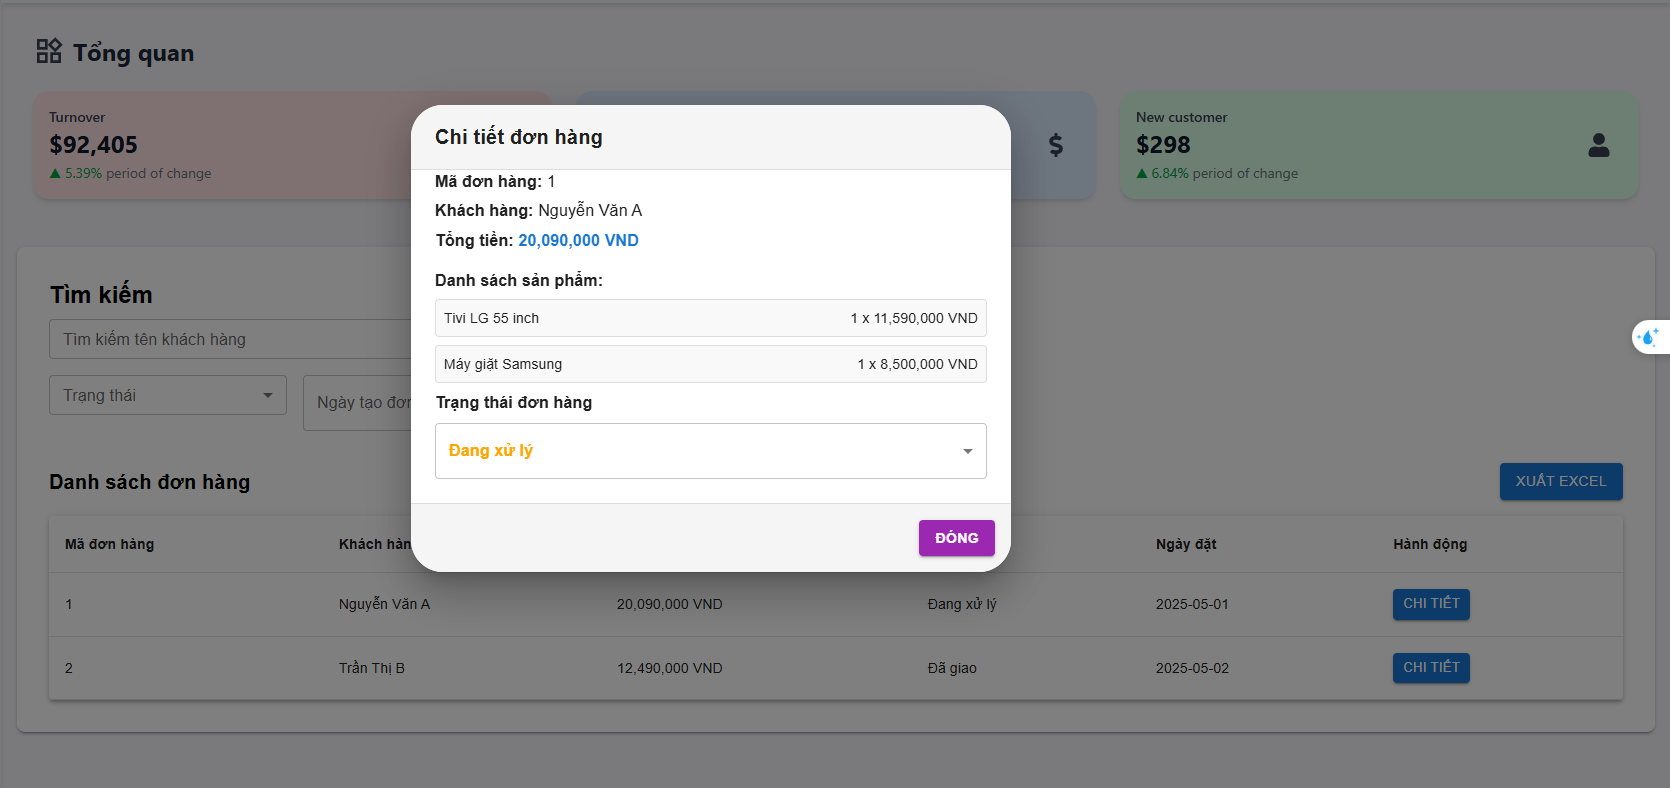 Tổng quan
Turnover
$92,405
▲ 5.39% period of change
$
New customer
$298
▲ 6.84% period of change
Chi tiết đơn hàng
Mã đơn hàng: 1
Khách hàng: Nguyễn Văn A
Tổng tiền: 20,090,000 VND
Danh sách sản phẩm:
Tivi LG 55 inch 1 x 11,590,000 VND
Máy giặt Samsung 1 x 8,500,000 VND
Trạng thái đơn hàng
Đang xử lý
ĐÓNG
Tìm kiếm
Tìm kiếm tên khách hàng
Trạng thái
Ngày tạo đơn
Danh sách đơn hàng
XUẤT EXCEL
Mã đơn hàng Khách hàn Ngày đặt Hành động
1 Nguyễn Văn A 20,090,000 VND Đang xử lý 2025-05-01 CHI TIẾT
2 Trần Thị B 12,490,000 VND Đã giao 2025-05-02 CHI TIẾT